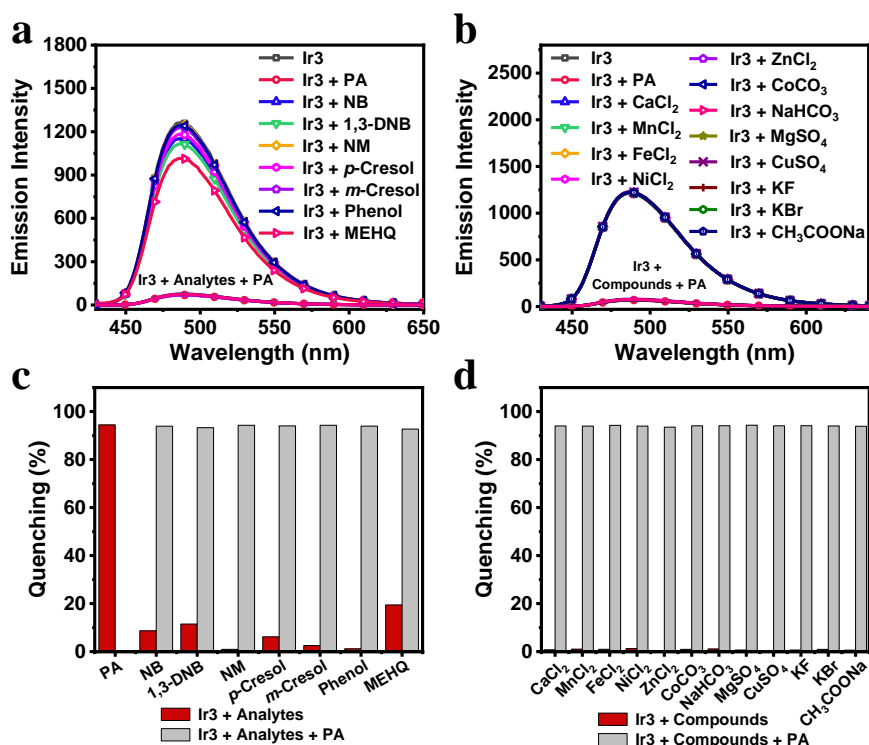 a
1800
1500
1200
900
600
300
0
Emission Intensity
450 500 550 600 650
Wavelength (nm)
Ir3
Ir3 + PA
Ir3 + NB
Ir3 + 1,3-DNB
Ir3 + NM
Ir3 + p-Cresol
Ir3 + m-Cresol
Ir3 + Phenol
Ir3 + MEHQ
Ir3 + Analytes + PA
b
2500
2000
1500
1000
500
0
Emission Intensity
450 500 550 600
Wavelength (nm)
Ir3
Ir3 + PA
Ir3 + CaCl₂
Ir3 + MnCl₂
Ir3 + FeCl₂
Ir3 + NiCl₂
Ir3 + ZnCl₂
Ir3 + CoCO₃
Ir3 + NaHCO₃
Ir3 + MgSO₄
Ir3 + CuSO₄
Ir3 + KF
Ir3 + KBr
Ir3 + CH₃COONa
Ir3 +
Compounds + PA
c
100
80
60
40
20
0
Quenching (%)
PA
NB
1,3-DNB
NM
p-Cresol
m-Cresol
Phenol
MEHQ
Ir3 + Analytes
Ir3 + Analytes + PA
d
100
80
60
40
20
0
Quenching (%)
CaCl₂
MnCl₂
FeCl₂
NiCl₂
ZnCl₂
CoCO₃
NaHCO₃
MgSO₄
CuSO₄
KF
KBr
CH₃COONa
Ir3 + Compounds
Ir3 + Compounds + PA